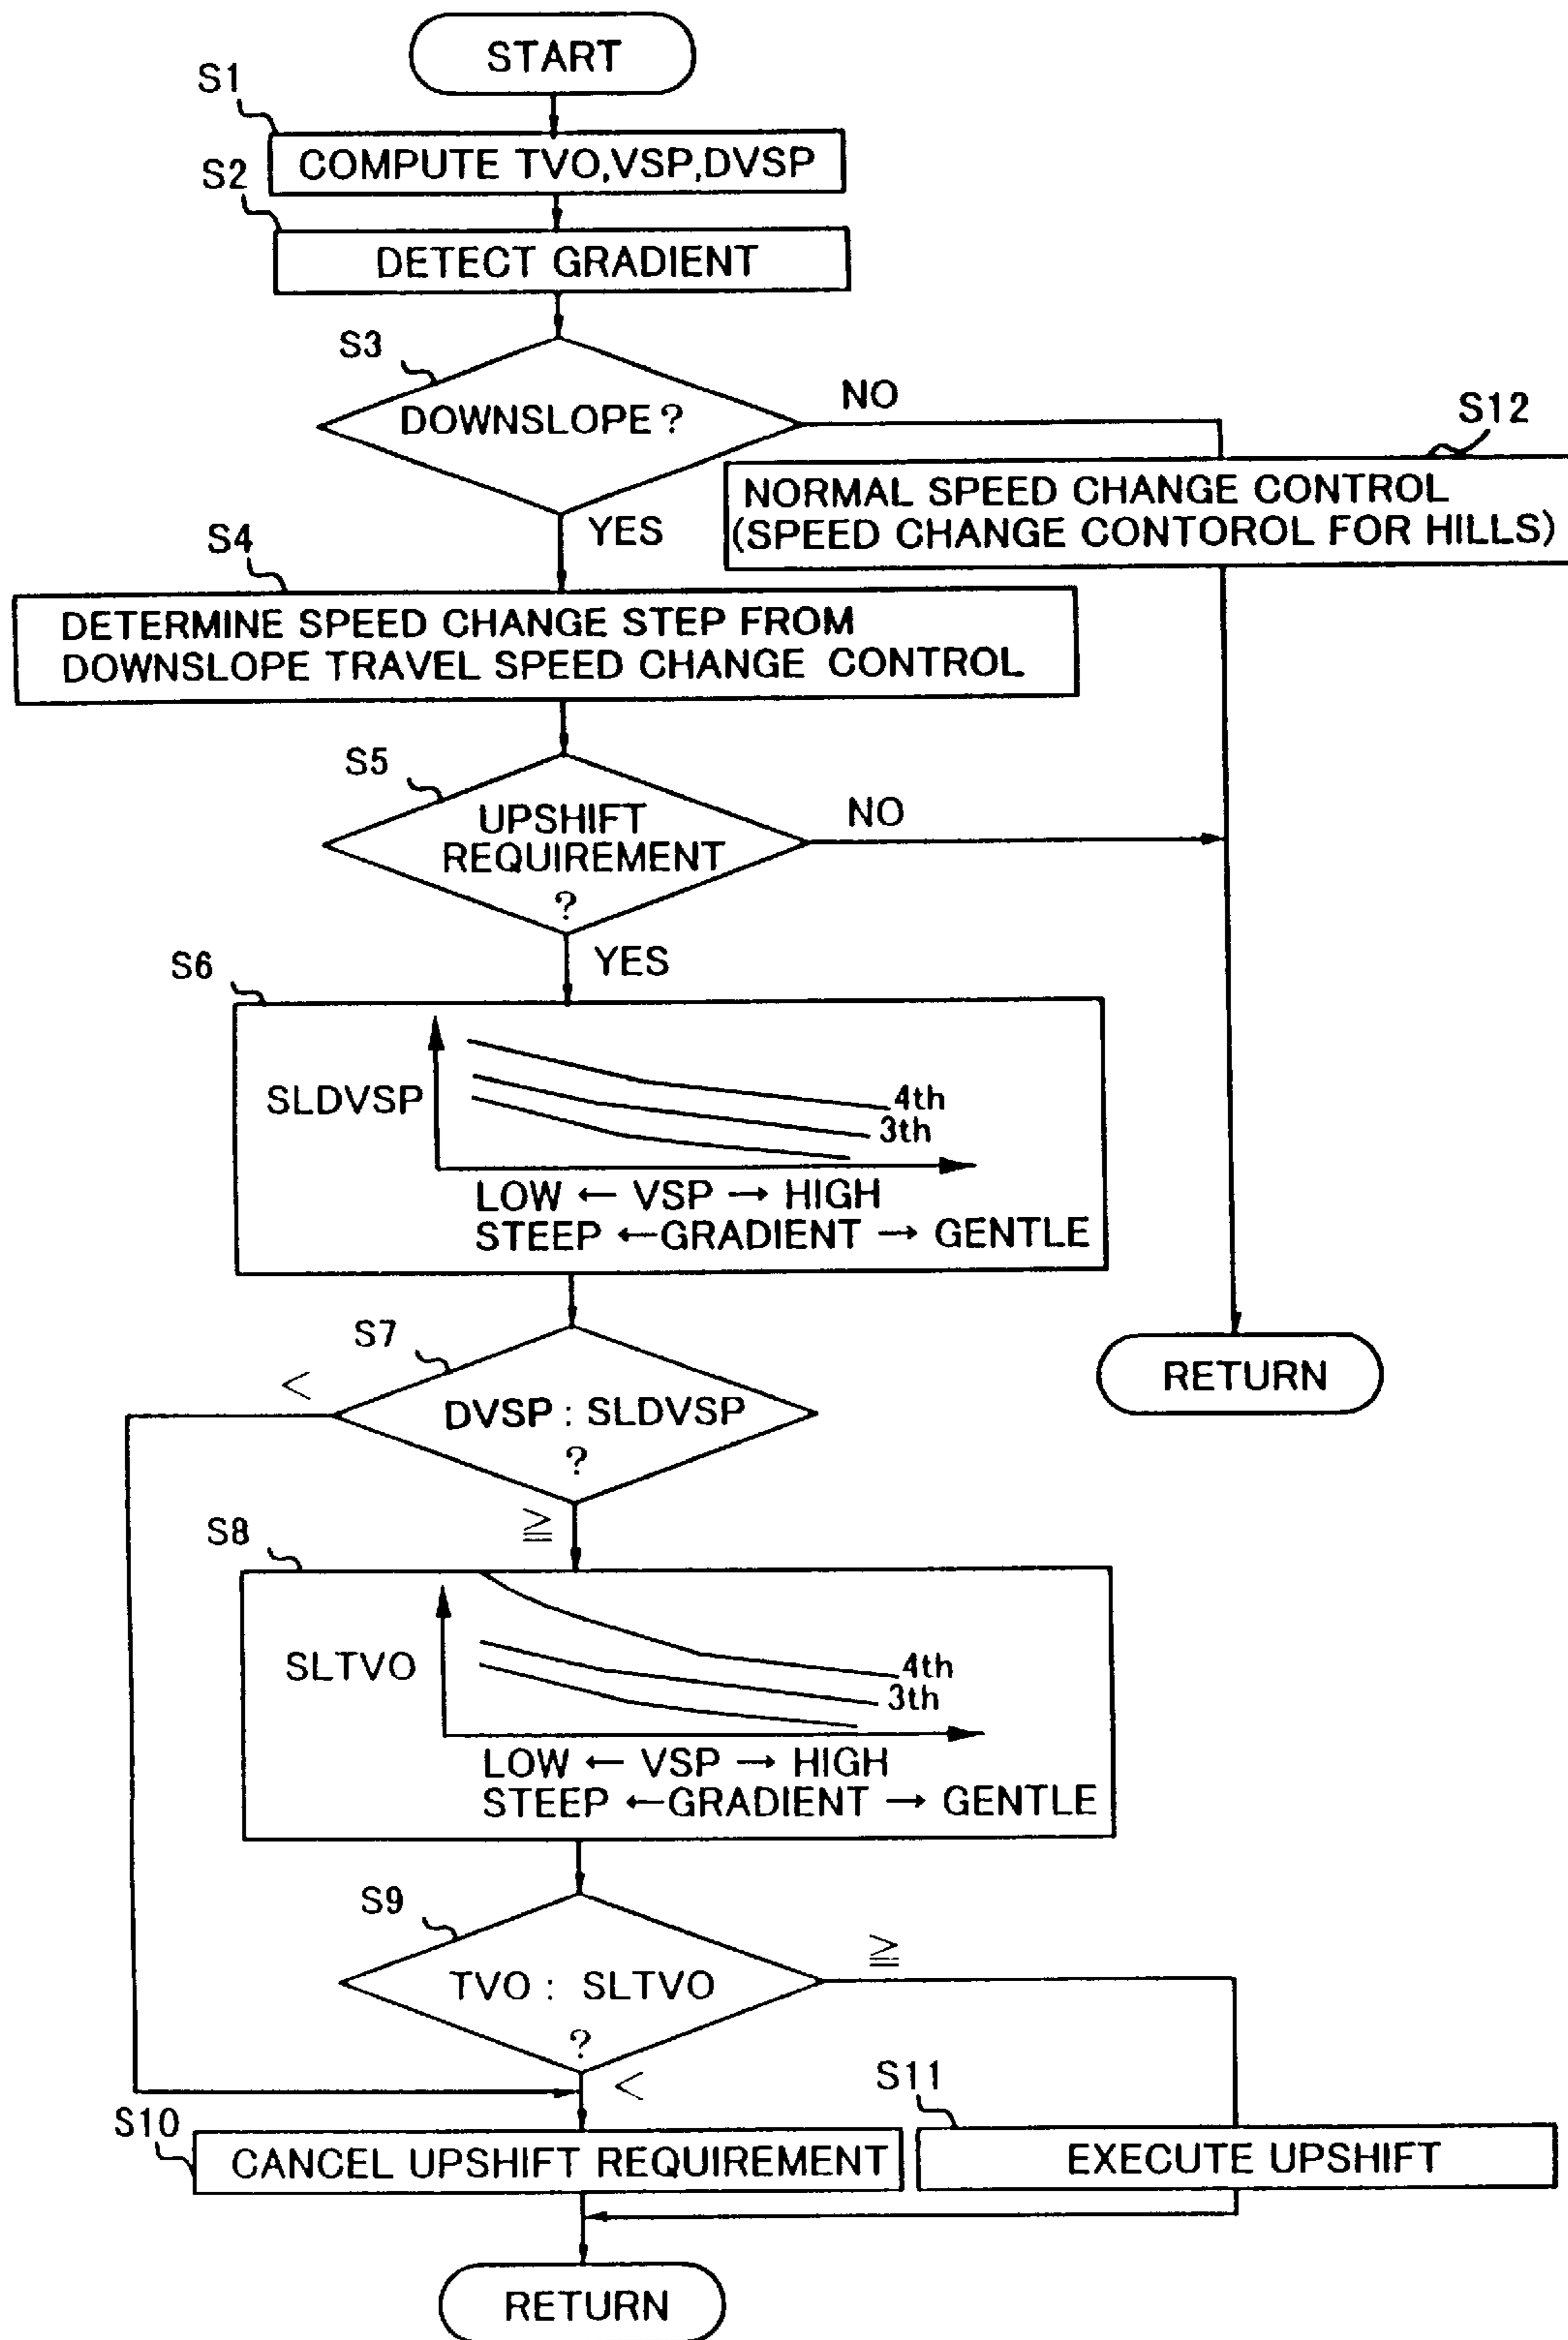 START
S1
COMPUTE TVO,VSP,DVSP
S2
DETECT GRADIENT
S3
DOWNSLOPE?
NO
YES
S12
NORMAL SPEED CHANGE CONTROL
(SPEED CHANGE CONTOROL FOR HILLS)
S4
DETERMINE SPEED CHANGE STEP FROM
DOWNSLOPE TRAVEL SPEED CHANGE CONTROL
S5
UPSHIFT
REQUIREMENT
?
NO
YES
S6
SLDVSP
4th
3th
LOW ← VSP → HIGH
STEEP ←GRADIENT → GENTLE
RETURN
S7
<
DVSP : SLDVSP
?
≧
S8
SLTVO
4th
3th
LOW ← VSP → HIGH
STEEP ←GRADIENT → GENTLE
S9
TVO : SLTVO
?
≧
<
S10
CANCEL UPSHIFT REQUIREMENT
S11
EXECUTE UPSHIFT
RETURN